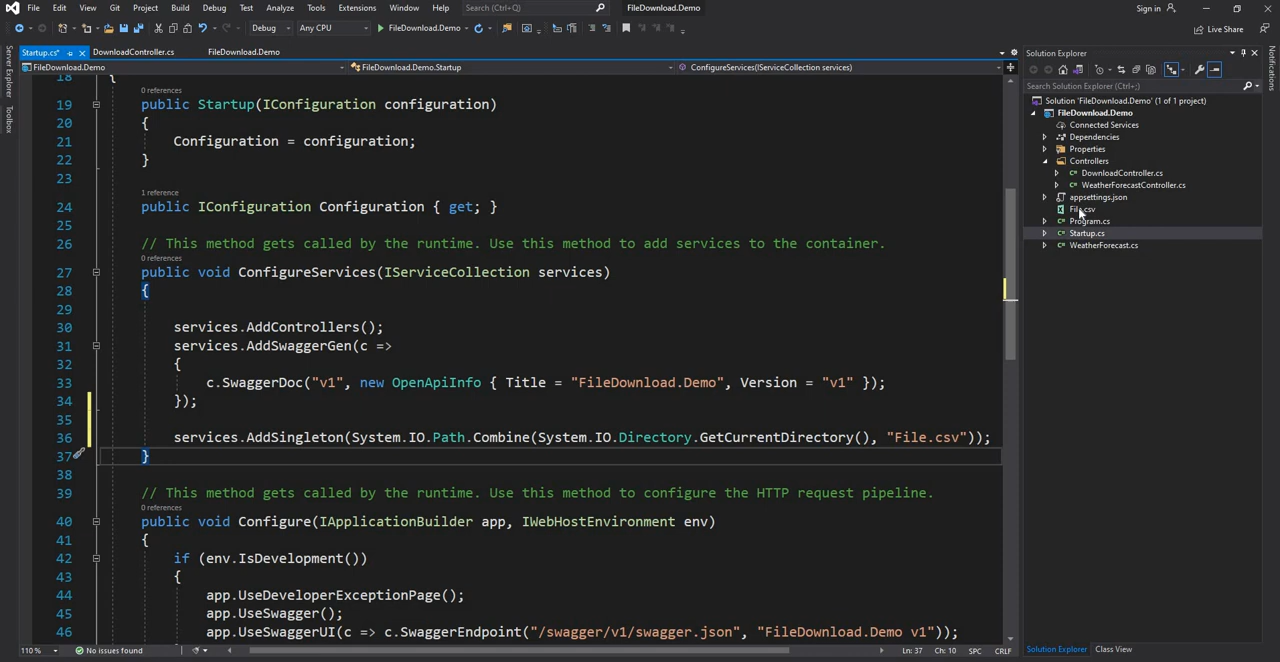 File Edit View Git Project Build Debug Test Analyze Tools Extensions Window Help Search (Ctrl+Q) FileDownload.Demo Sign in
Debug Any CPU FileDownload.Demo Live Share
Startup.cs* DownloadController.cs FileDownload.Demo
FileDownload.Demo FileDownload.Demo.Startup ConfigureServices(IServiceCollection services)
Server Explorer
Toolbox
18 {
0 references
19 public Startup(IConfiguration configuration)
20 {
21 Configuration = configuration;
22 }
23
1 reference
24 public IConfiguration Configuration { get; }
25
26 // This method gets called by the runtime. Use this method to add services to the container.
0 references
27 public void ConfigureServices(IServiceCollection services)
28 {
29
30 services.AddControllers();
31 services.AddSwaggerGen(c =>
32 {
33 c.SwaggerDoc("v1", new OpenApiInfo { Title = "FileDownload.Demo", Version = "v1" });
34 });
35
36 services.AddSingleton(System.IO.Path.Combine(System.IO.Directory.GetCurrentDirectory(), "File.csv"));
37 }
38
39 // This method gets called by the runtime. Use this method to configure the HTTP request pipeline.
0 references
40 public void Configure(IApplicationBuilder app, IWebHostEnvironment env)
41 {
42 if (env.IsDevelopment())
43 {
44 app.UseDeveloperExceptionPage();
45 app.UseSwagger();
46 app.UseSwaggerUI(c => c.SwaggerEndpoint("/swagger/v1/swagger.json", "FileDownload.Demo v1"));
110 % No issues found Ln: 37 Ch: 10 SPC CRLF
Solution Explorer
Search Solution Explorer (Ctrl+;)
Solution 'FileDownload.Demo' (1 of 1 project)
FileDownload.Demo
Connected Services
Dependencies
Properties
Controllers
DownloadController.cs
WeatherForecastController.cs
appsettings.json
File.csv
Program.cs
Startup.cs
WeatherForecast.cs
Solution Explorer Class View
Notifications